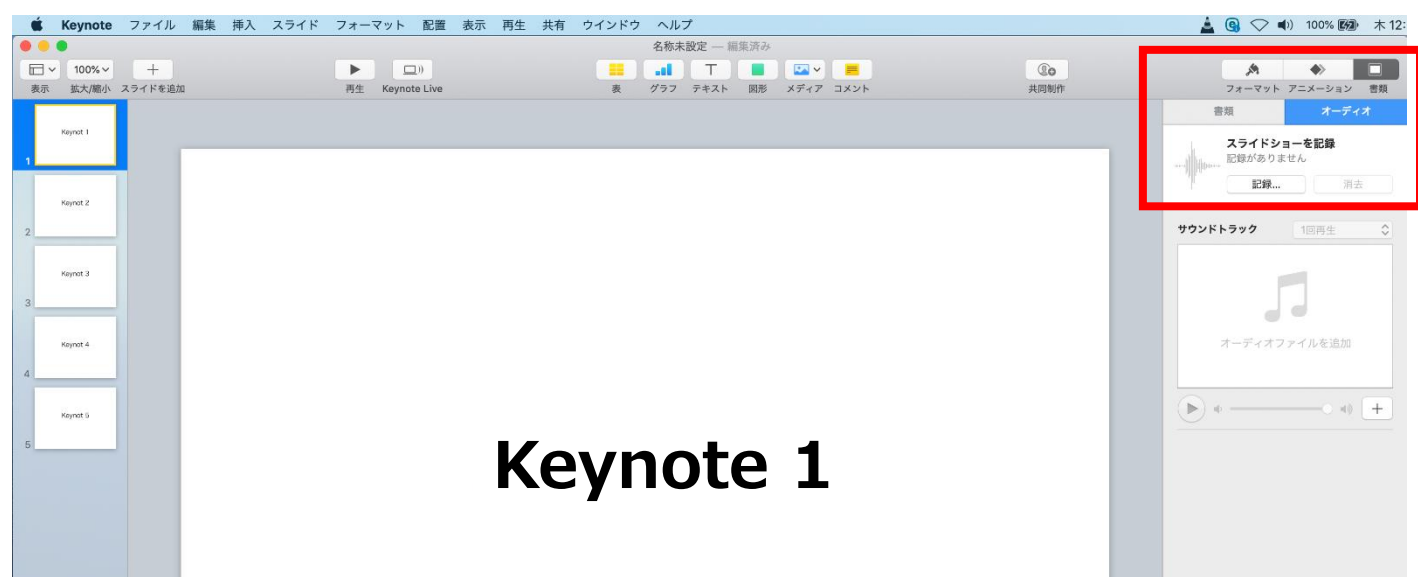 Keynote ファイル 編集 挿入 スライド フォーマット 配置 表示 再生 共有 ウインドウ ヘルプ 100% 木 12:
名称未設定 — 編集済み
100%
表示 拡大/縮小 スライドを追加 再生 Keynote Live 表 グラフ テキスト 図形 メディア コメント 共同制作 フォーマット アニメーション 書類
書類 オーディオ
スライドショーを記録
記録がありません
記録... 消去
サウンドトラック 1回再生
オーディオファイルを追加
Keynot 1
1
Keynot 2
2
Keynot 3
3
Keynot 4
4
Keynot 5
5
Keynote 1